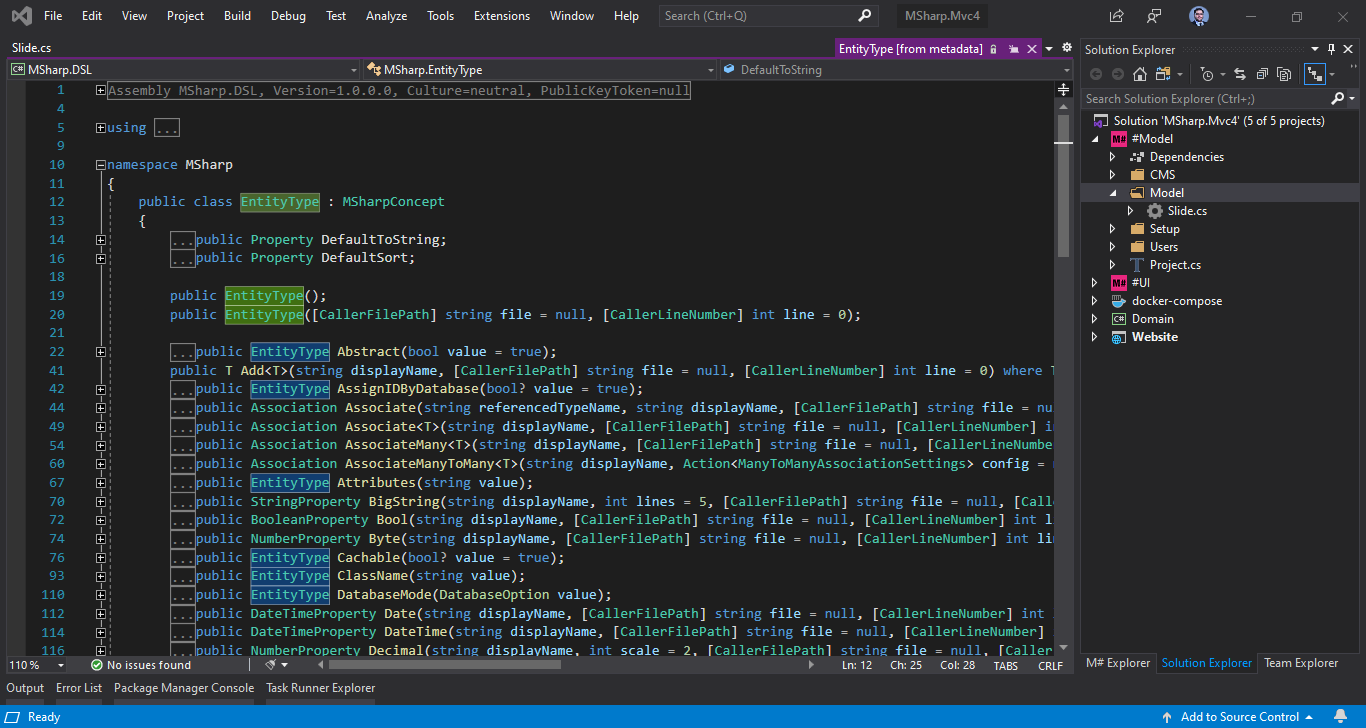 File Edit View Project Build Debug Test Analyze Tools Extensions Window Help Search (Ctrl+Q) MSharp.Mvc4
Slide.cs EntityType [from metadata]
C# MSharp.DSL MSharp.EntityType DefaultToString
1 Assembly MSharp.DSL, Version=1.0.0.0, Culture=neutral, PublicKeyToken=null
4
5 using ...
9
10 namespace MSharp
11 {
12 public class EntityType : MSharpConcept
13 {
14 ...public Property DefaultToString;
16 ...public Property DefaultSort;
18
19 public EntityType();
20 public EntityType([CallerFilePath] string file = null, [CallerLineNumber] int line = 0);
21
22 ...public EntityType Abstract(bool value = true);
41 public T Add<T>(string displayName, [CallerFilePath] string file = null, [CallerLineNumber] int line = 0) where T
42 ...public EntityType AssignIDByDatabase(bool? value = true);
44 ...public Association Associate(string referencedTypeName, string displayName, [CallerFilePath] string file = nu
49 ...public Association Associate<T>(string displayName, [CallerFilePath] string file = null, [CallerLineNumber] in
54 ...public Association AssociateMany<T>(string displayName, [CallerFilePath] string file = null, [CallerLineNumbe
60 ...public Association AssociateManyToMany<T>(string displayName, Action<ManyToManyAssociationSettings> config =
67 ...public EntityType Attributes(string value);
70 ...public StringProperty BigString(string displayName, int lines = 5, [CallerFilePath] string file = null, [Calle
72 ...public BooleanProperty Bool(string displayName, [CallerFilePath] string file = null, [CallerLineNumber] int l
74 ...public NumberProperty Byte(string displayName, [CallerFilePath] string file = null, [CallerLineNumber] int lin
76 ...public EntityType Cachable(bool? value = true);
93 ...public EntityType ClassName(string value);
110 ...public EntityType DatabaseMode(DatabaseOption value);
112 ...public DateTimeProperty Date(string displayName, [CallerFilePath] string file = null, [CallerLineNumber] int
114 ...public DateTimeProperty DateTime(string displayName, [CallerFilePath] string file = null, [CallerLineNumber]
116 ...public NumberProperty Decimal(string displayName, int scale = 2, [CallerFilePath] string file = null, [Caller
110 % No issues found Ln: 12 Ch: 25 Col: 28 TABS CRLF
Solution Explorer
Search Solution Explorer (Ctrl+;)
Solution 'MSharp.Mvc4' (5 of 5 projects)
M# #Model
Dependencies
CMS
Model
Slide.cs
Setup
Users
Project.cs
M# #UI
docker-compose
C# Domain
Website
M# Explorer Solution Explorer Team Explorer
Output Error List Package Manager Console Task Runner Explorer
Ready Add to Source Control